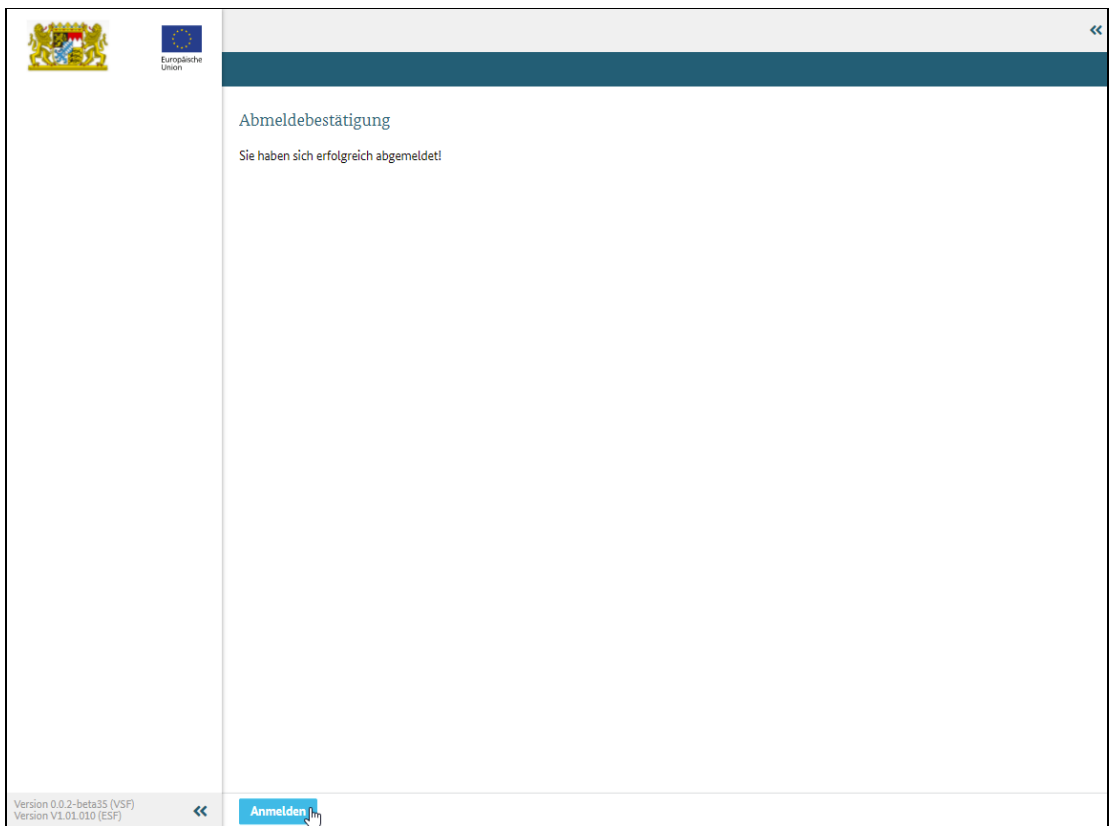 Europäische
Union
Abmeldebestätigung
Sie haben sich erfolgreich abgemeldet!
Version 0.0.2-beta35 (VSF)
Version V1.01.010 (ESF)
Anmelden